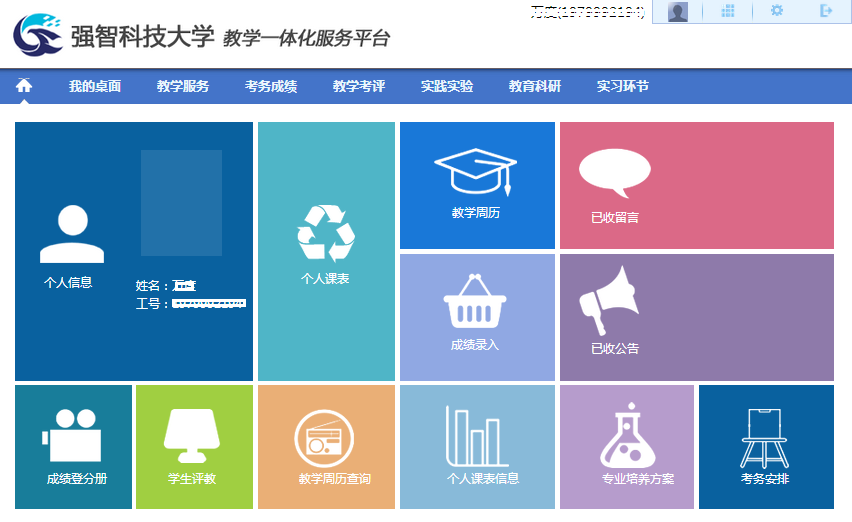 强智科技大学 教学一体化服务平台
我的桌面 教学服务 考务成绩 教学考评 实践实验 教育科研 实习环节
个人信息
姓名：
工号：
个人课表
教学周历
已收留言
成绩录入
已收公告
成绩登分册
学生评教
教学周历查询
个人课表信息
专业培养方案
考务安排